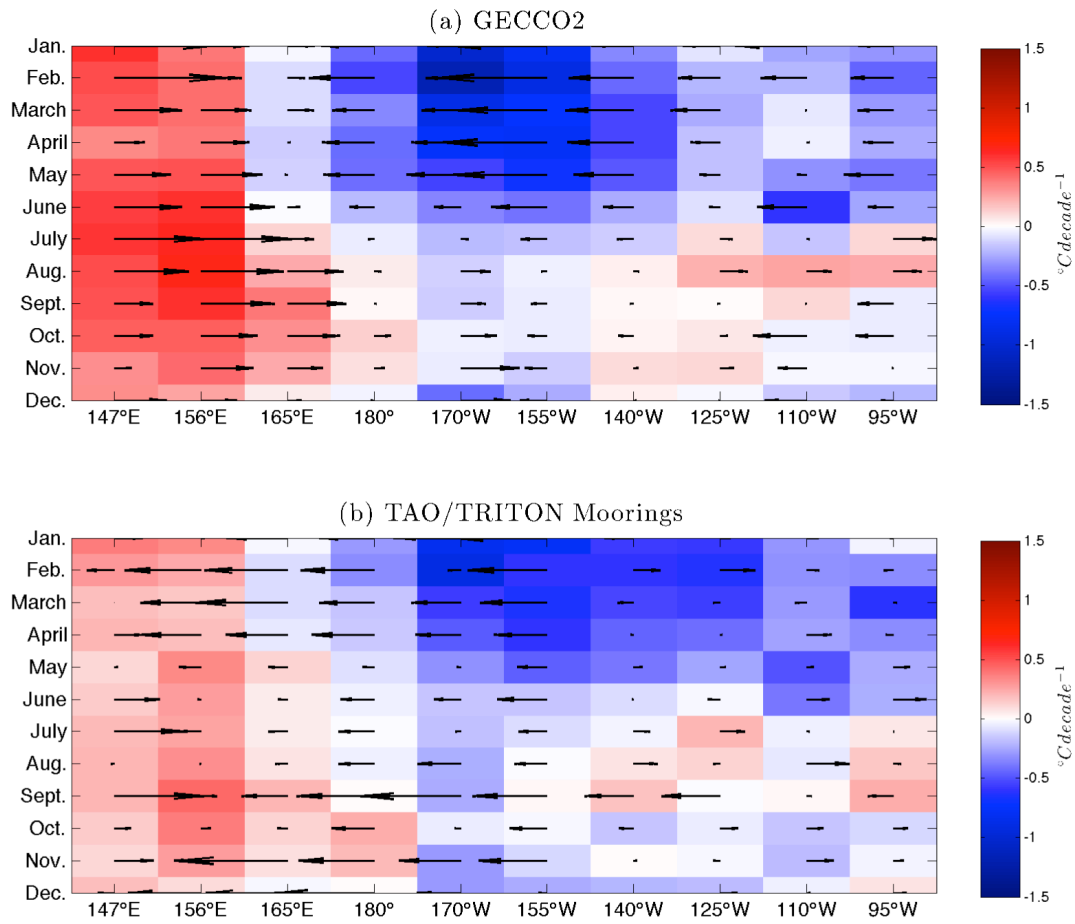 (a) GECCO2
Jan.
Feb.
March
April
May
June
July
Aug.
Sept.
Oct.
Nov.
Dec.
147°E 156°E 165°E 180° 170°W 155°W 140°W 125°W 110°W 95°W
1.5
1
0.5
0
-0.5
-1
-1.5
°C decade⁻¹
(b) TAO/TRITON Moorings
Jan.
Feb.
March
April
May
June
July
Aug.
Sept.
Oct.
Nov.
Dec.
147°E 156°E 165°E 180° 170°W 155°W 140°W 125°W 110°W 95°W
1.5
1
0.5
0
-0.5
-1
-1.5
°C decade⁻¹